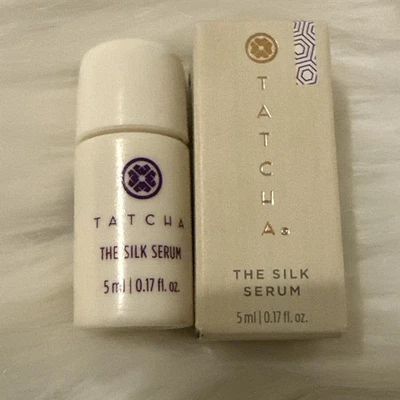 TATCHA
THE SILK SERUM
5 ml | 0.17 fl. oz.
TATCHA
THE SILK
SERUM
5 ml | 0.17 fl. oz.